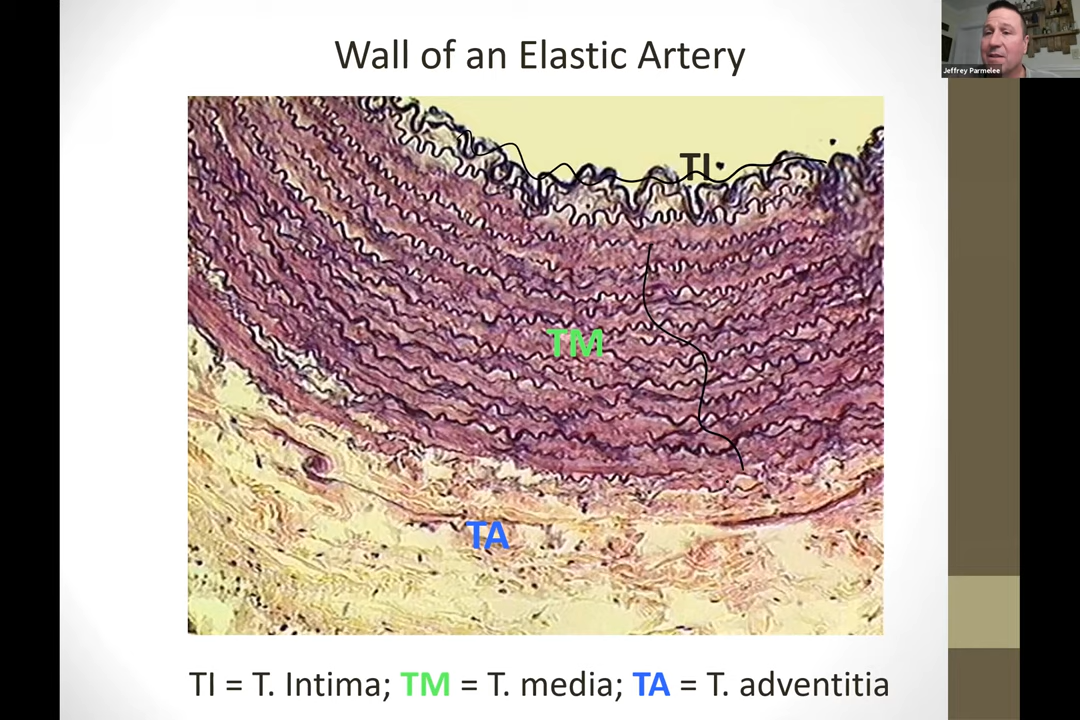 Wall of an Elastic Artery
Jeffrey Parmelee
TI
TM
TA
TI = T. Intima; TM = T. media; TA = T. adventitia